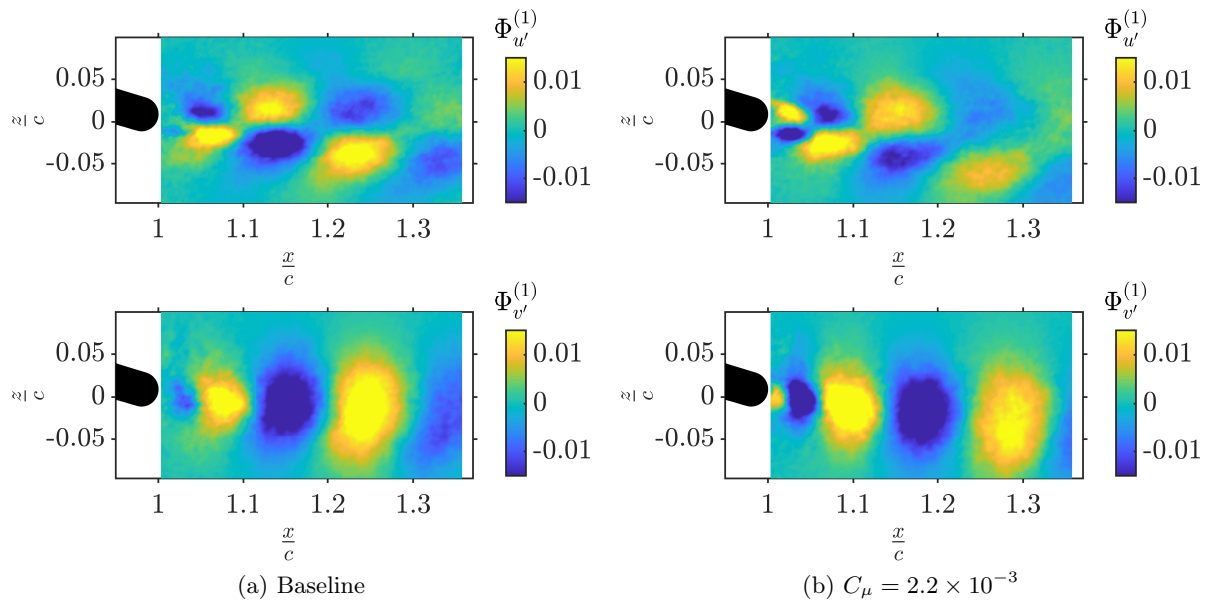 Φ_{u'}^{(1)}
0.05
0
-0.05
z/c
1 1.1 1.2 1.3
x/c
0.01
0
-0.01
Φ_{u'}^{(1)}
0.05
0
-0.05
z/c
1 1.1 1.2 1.3
x/c
0.01
0
-0.01
Φ_{v'}^{(1)}
0.05
0
-0.05
z/c
1 1.1 1.2 1.3
x/c
0.01
0
-0.01
Φ_{v'}^{(1)}
0.05
0
-0.05
z/c
1 1.1 1.2 1.3
x/c
0.01
0
-0.01
(a) Baseline
(b) C_μ = 2.2 × 10^{-3}